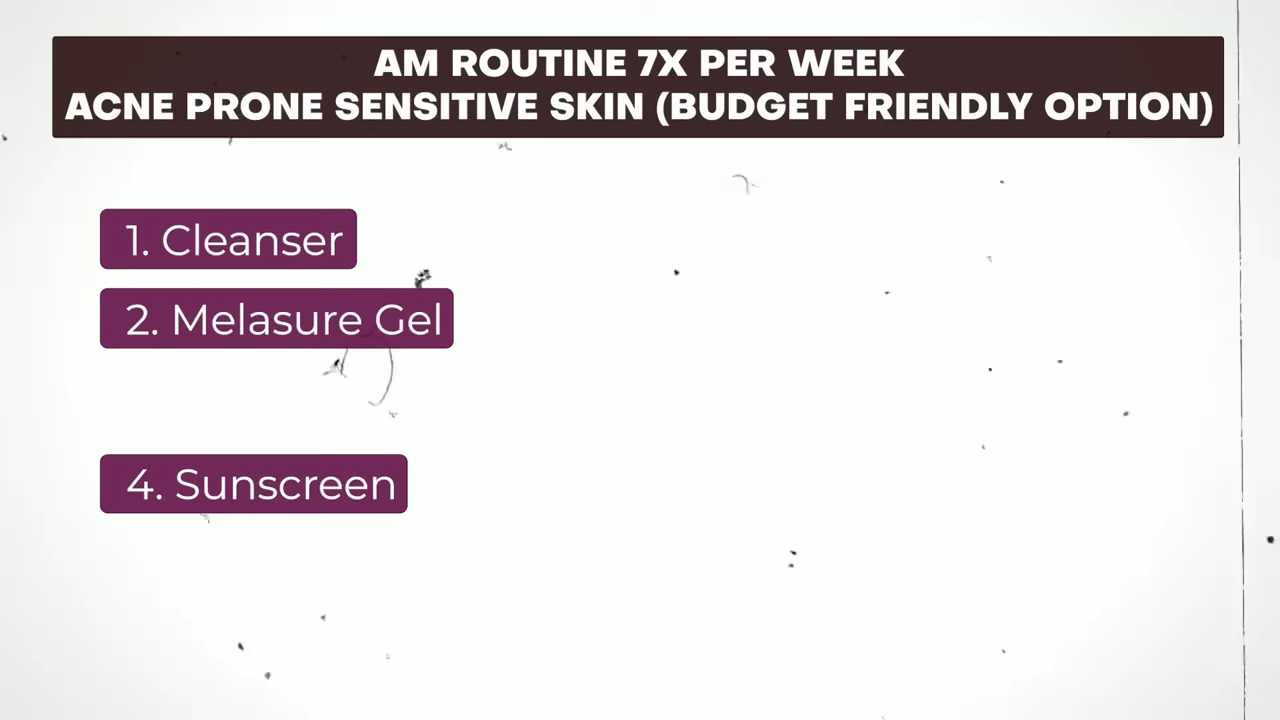 AM ROUTINE 7X PER WEEK
ACNE PRONE SENSITIVE SKIN (BUDGET FRIENDLY OPTION)
1. Cleanser
2. Melasure Gel
4. Sunscreen